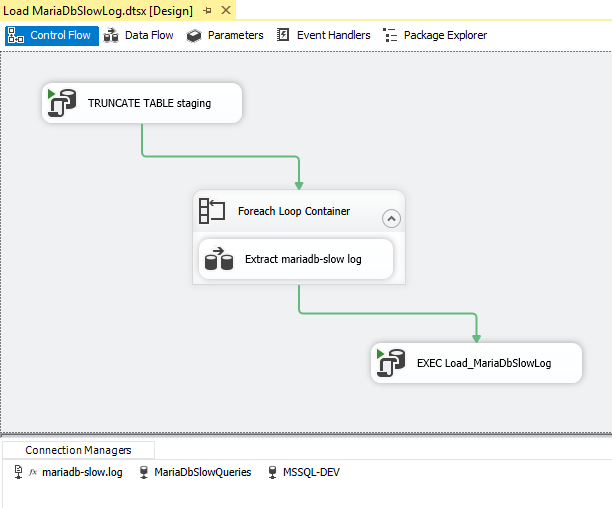 Load MariaDbSlowLog.dtsx [Design]
Control Flow Data Flow Parameters Event Handlers Package Explorer
TRUNCATE TABLE staging
Foreach Loop Container
Extract mariadb-slow log
EXEC Load_MariaDbSlowLog
Connection Managers
fx mariadb-slow.log MariaDbSlowQueries MSSQL-DEV